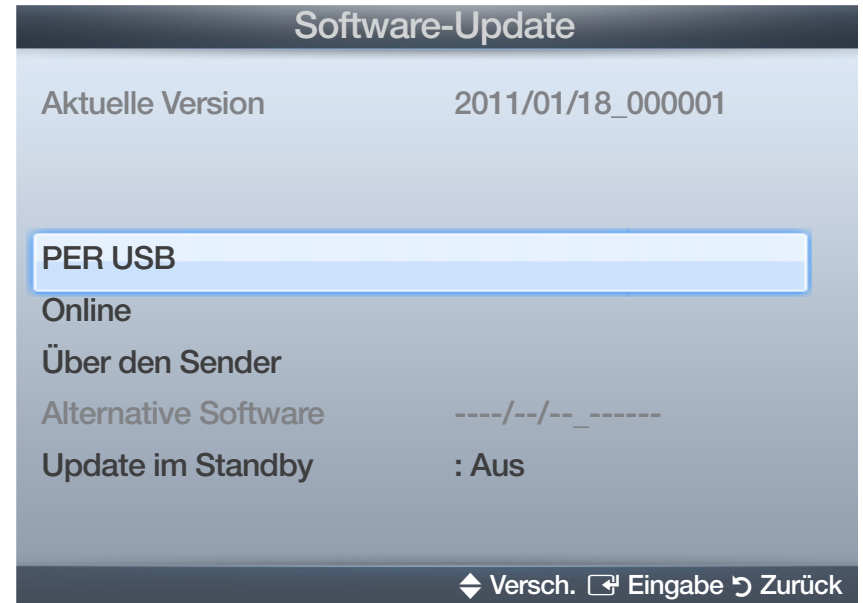 Software-Update
Aktuelle Version 2011/01/18_000001
PER USB
Online
Über den Sender
Alternative Software ----/--/--_------
Update im Standby : Aus
Versch. Eingabe Zurück